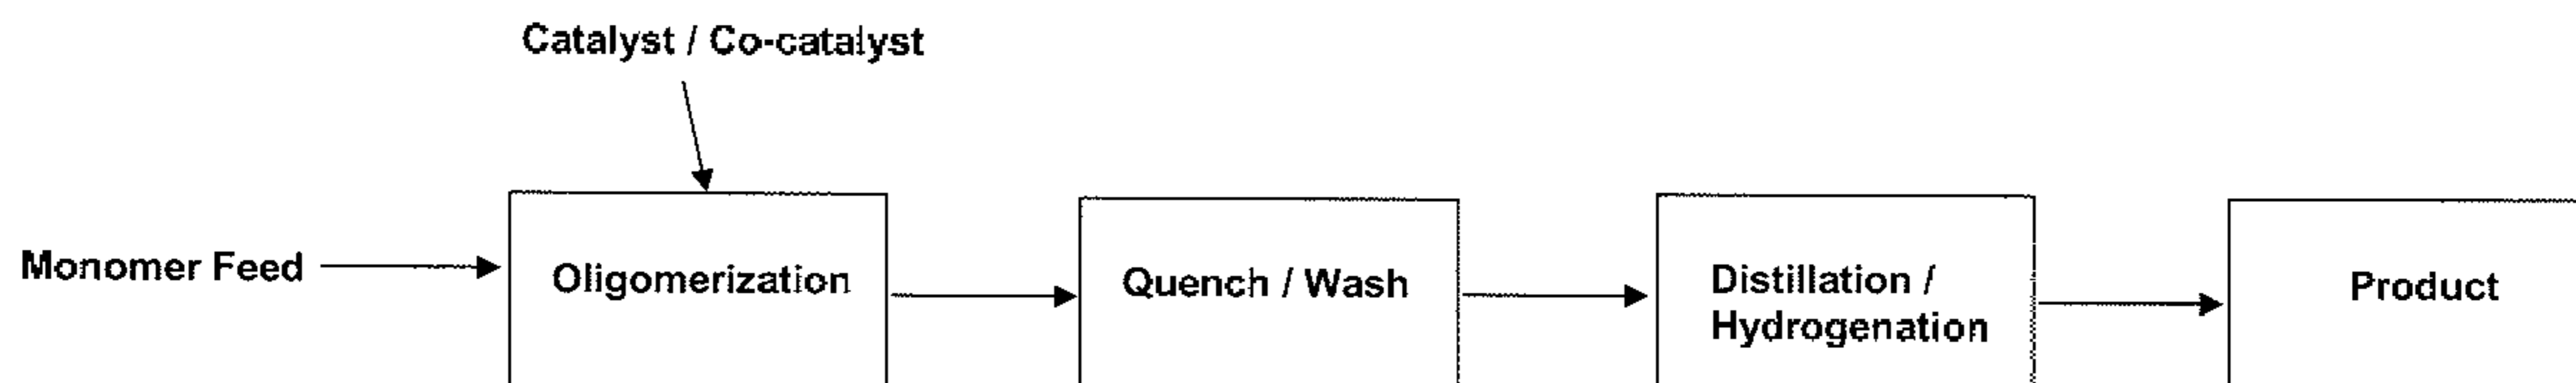 Catalyst / Co-catalyst
Monomer Feed
Oligomerization
Quench / Wash
Distillation /
Hydrogenation
Product